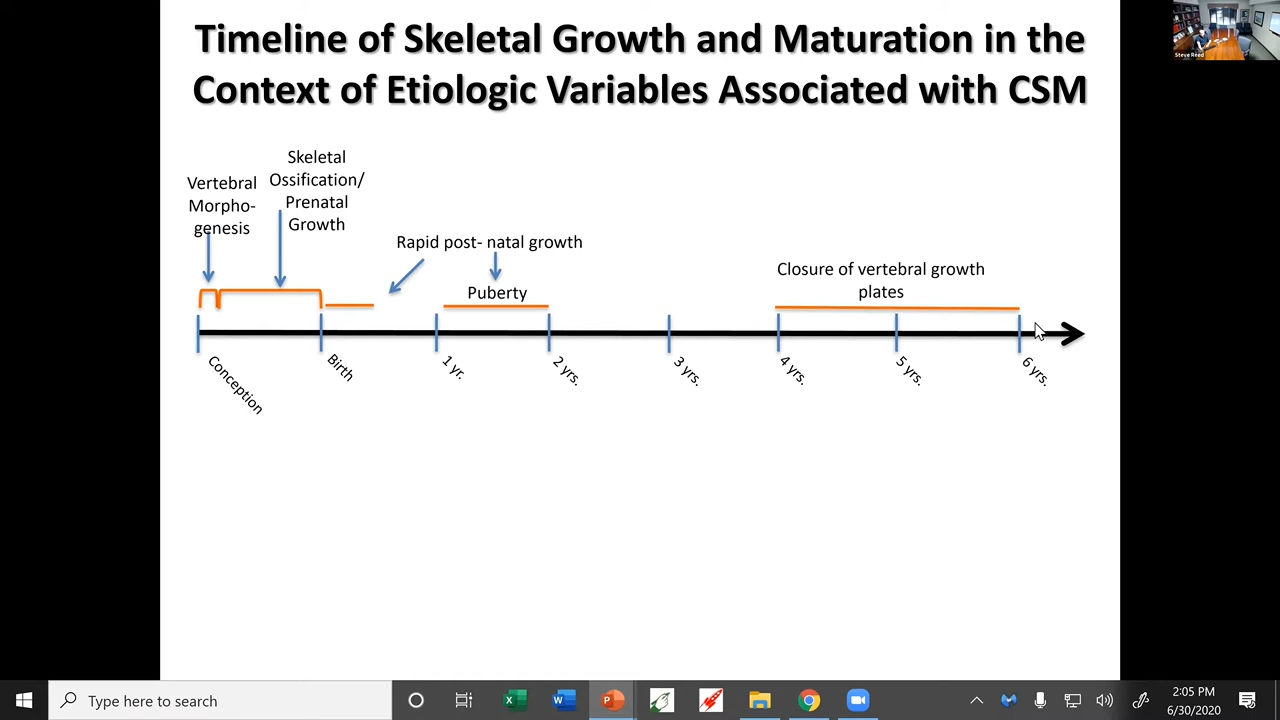 Timeline of Skeletal Growth and Maturation in the
Context of Etiologic Variables Associated with CSM
Steve Reed
Skeletal
Ossification/
Prenatal
Growth
Vertebral
Morpho-
genesis
Rapid post- natal growth
Puberty
Closure of vertebral growth
plates
Conception
Birth
1 yr.
2 yrs.
3 yrs.
4 yrs.
5 yrs.
6 yrs.
Type here to search
2:05 PM
6/30/2020